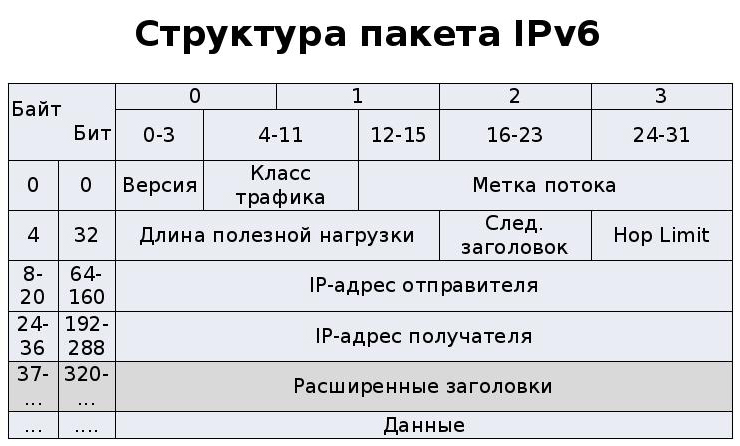 Структура пакета IPv6
Байт
Бит
0 1 2 3
0-3 4-11 12-15 16-23 24-31
0 0 Версия Класс трафика Метка потока
4 32 Длина полезной нагрузки След. заголовок Hop Limit
8-20 64-160 IP-адрес отправителя
24-36 192-288 IP-адрес получателя
37-... 320-... Расширенные заголовки
... .... Данные